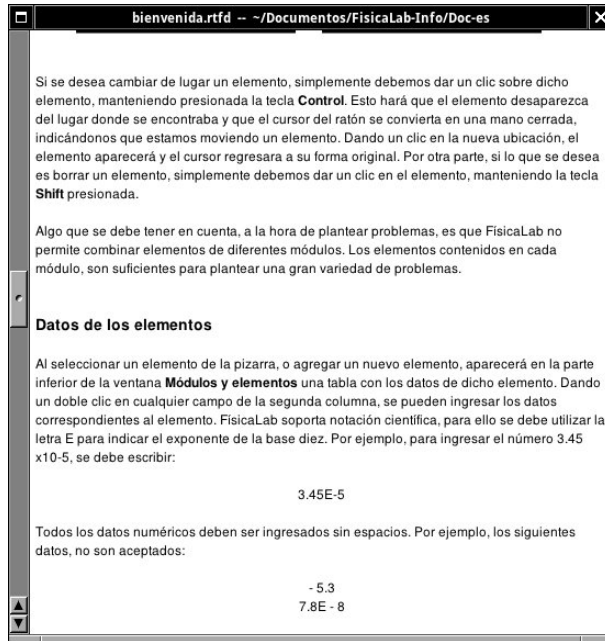 bienvenida.rtfd -- ~/Documentos/FisicaLab-Info/Doc-es
Si se desea cambiar de lugar un elemento, simplemente debemos dar un clic sobre dicho
elemento, manteniendo presionada la tecla Control. Esto hará que el elemento desaparezca
del lugar donde se encontraba y que el cursor del ratón se convierta en una mano cerrada,
indicándonos que estamos moviendo un elemento. Dando un clic en la nueva ubicación, el
elemento aparecerá y el cursor regresara a su forma original. Por otra parte, si lo que se desea
es borrar un elemento, simplemente debemos dar un clic en el elemento, manteniendo la tecla
Shift presionada.
Algo que se debe tener en cuenta, a la hora de plantear problemas, es que FísicaLab no
permite combinar elementos de diferentes módulos. Los elementos contenidos en cada
módulo, son suficientes para plantear una gran variedad de problemas.
Datos de los elementos
Al seleccionar un elemento de la pizarra, o agregar un nuevo elemento, aparecerá en la parte
inferior de la ventana Módulos y elementos una tabla con los datos de dicho elemento. Dando
un doble clic en cualquier campo de la segunda columna, se pueden ingresar los datos
correspondientes al elemento. FísicaLab soporta notación científica, para ello se debe utilizar la
letra E para indicar el exponente de la base diez. Por ejemplo, para ingresar el número 3.45
x10-5, se debe escribir:
3.45E-5
Todos los datos numéricos deben ser ingresados sin espacios. Por ejemplo, los siguientes
datos, no son aceptados:
- 5.3
7.8E - 8